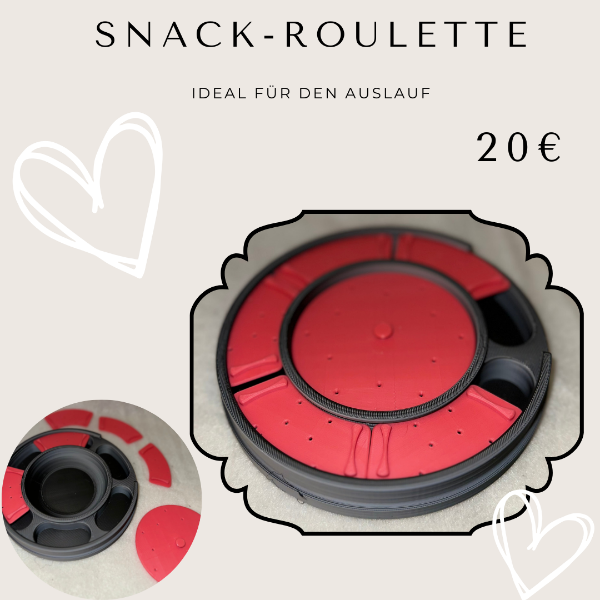 SNACK-ROULETTE
IDEAL FÜR DEN AUSLAUF
20€